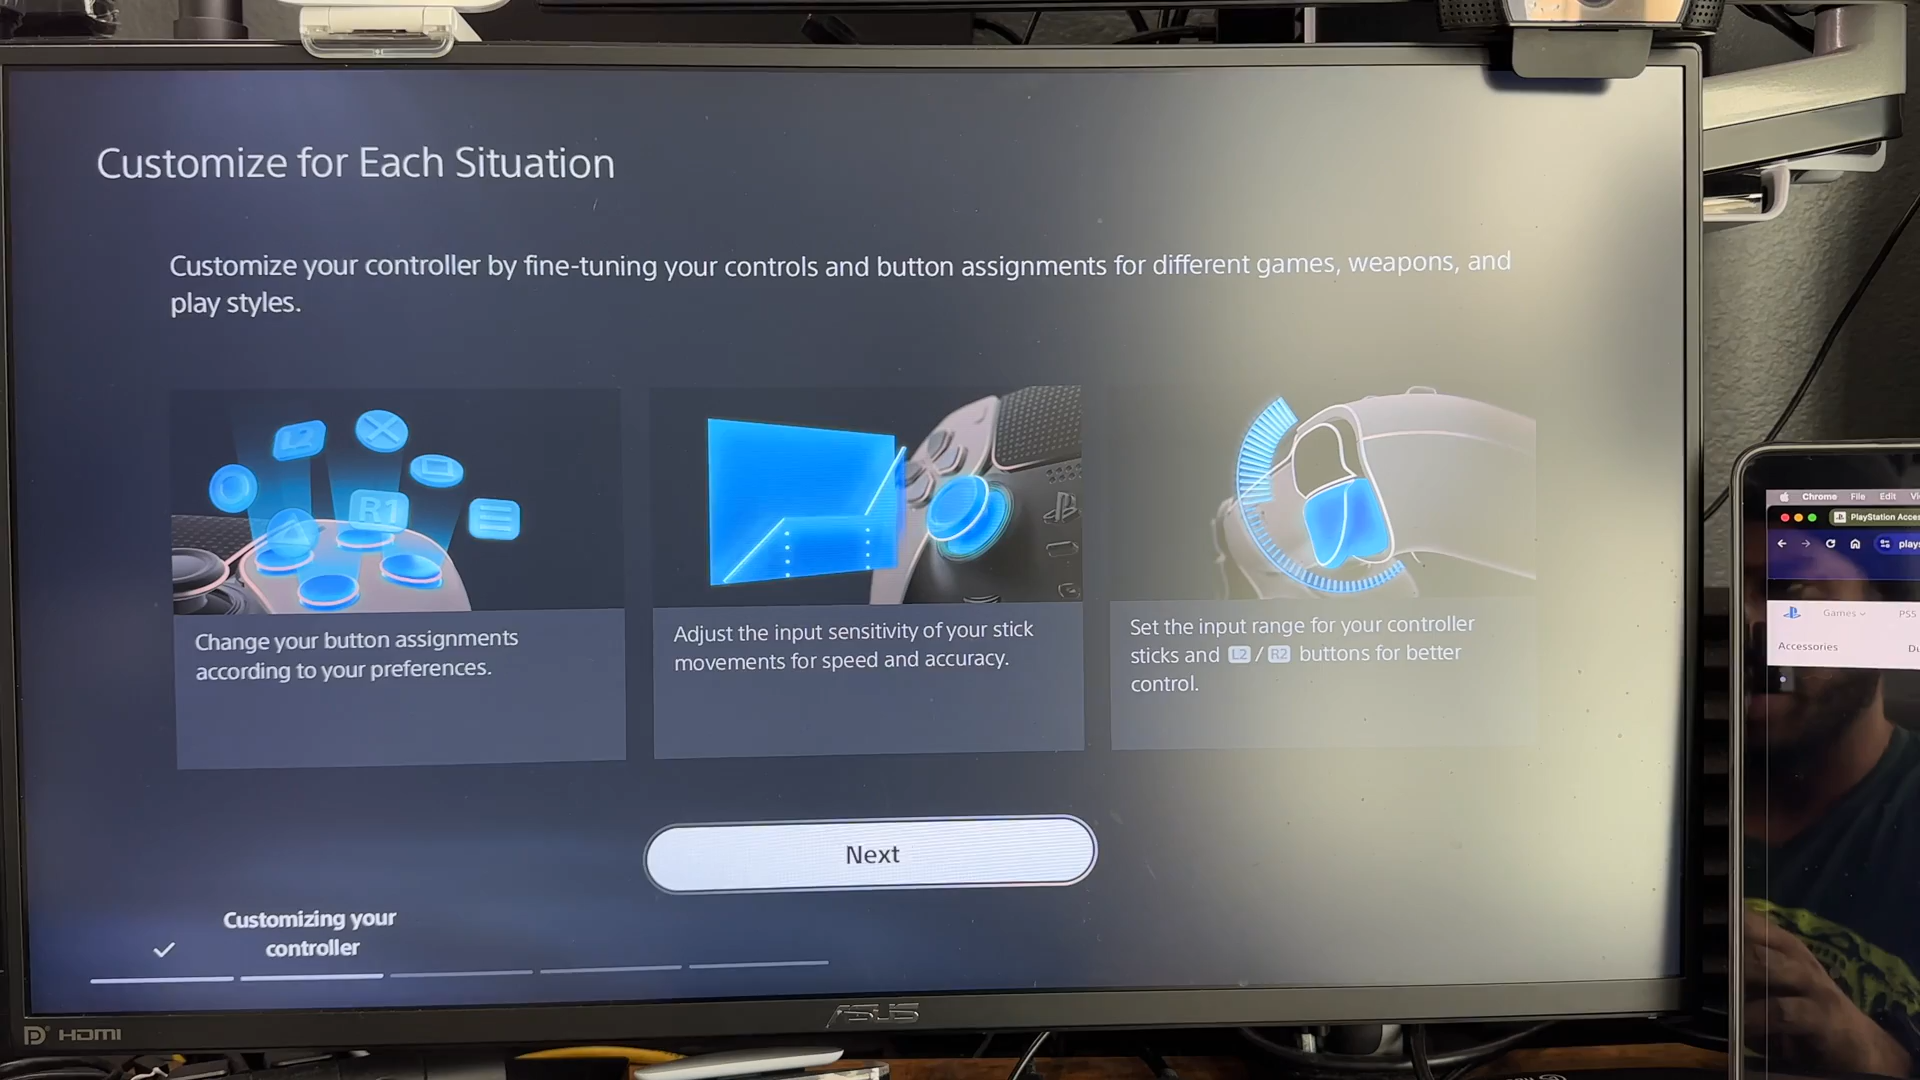 Customize for Each Situation
Customize your controller by fine-tuning your controls and button assignments for different games, weapons, and
play styles.
L2
R1
Change your button assignments
according to your preferences.
Adjust the input sensitivity of your stick
movements for speed and accuracy.
Set the input range for your controller
sticks and L2 / R2 buttons for better
control.
Next
Customizing your
controller
HDMI
ASUS
Chrome File Edit
PlayStation Acces
plays
Games PS5
Accessories